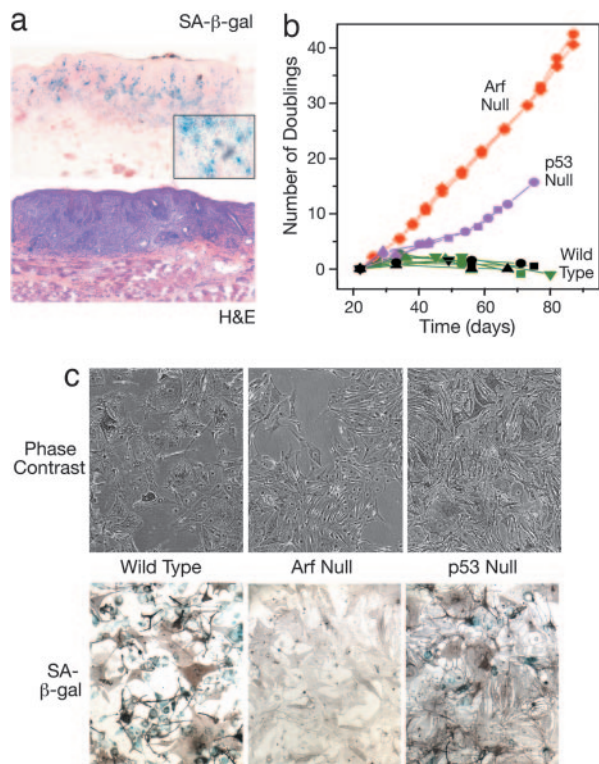 a
SA-β-gal
H&E
b
Number of Doublings
40
30
20
10
0
20
40
60
80
Time (days)
Arf
Null
p53
Null
Wild
Type
c
Phase
Contrast
Wild Type
Arf Null
p53 Null
SA-
β-gal